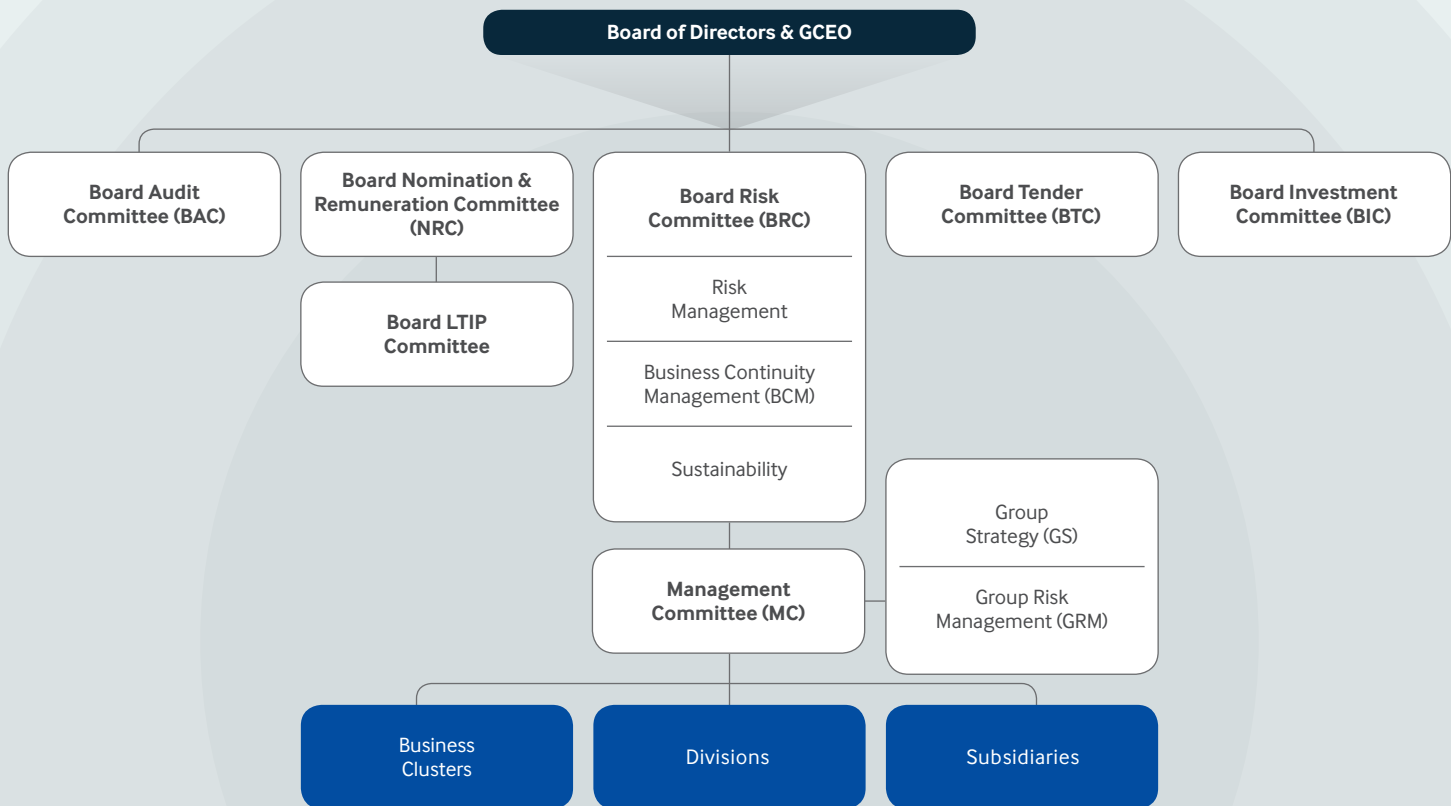 Board of Directors & GCEO
Board Audit
Committee (BAC)
Board Nomination &
Remuneration Committee
(NRC)
Board LTIP
Committee
Board Risk
Committee (BRC)
Risk
Management
Business Continuity
Management (BCM)
Sustainability
Board Tender
Committee (BTC)
Board Investment
Committee (BIC)
Management
Committee (MC)
Group
Strategy (GS)
Group Risk
Management (GRM)
Business
Clusters
Divisions
Subsidiaries